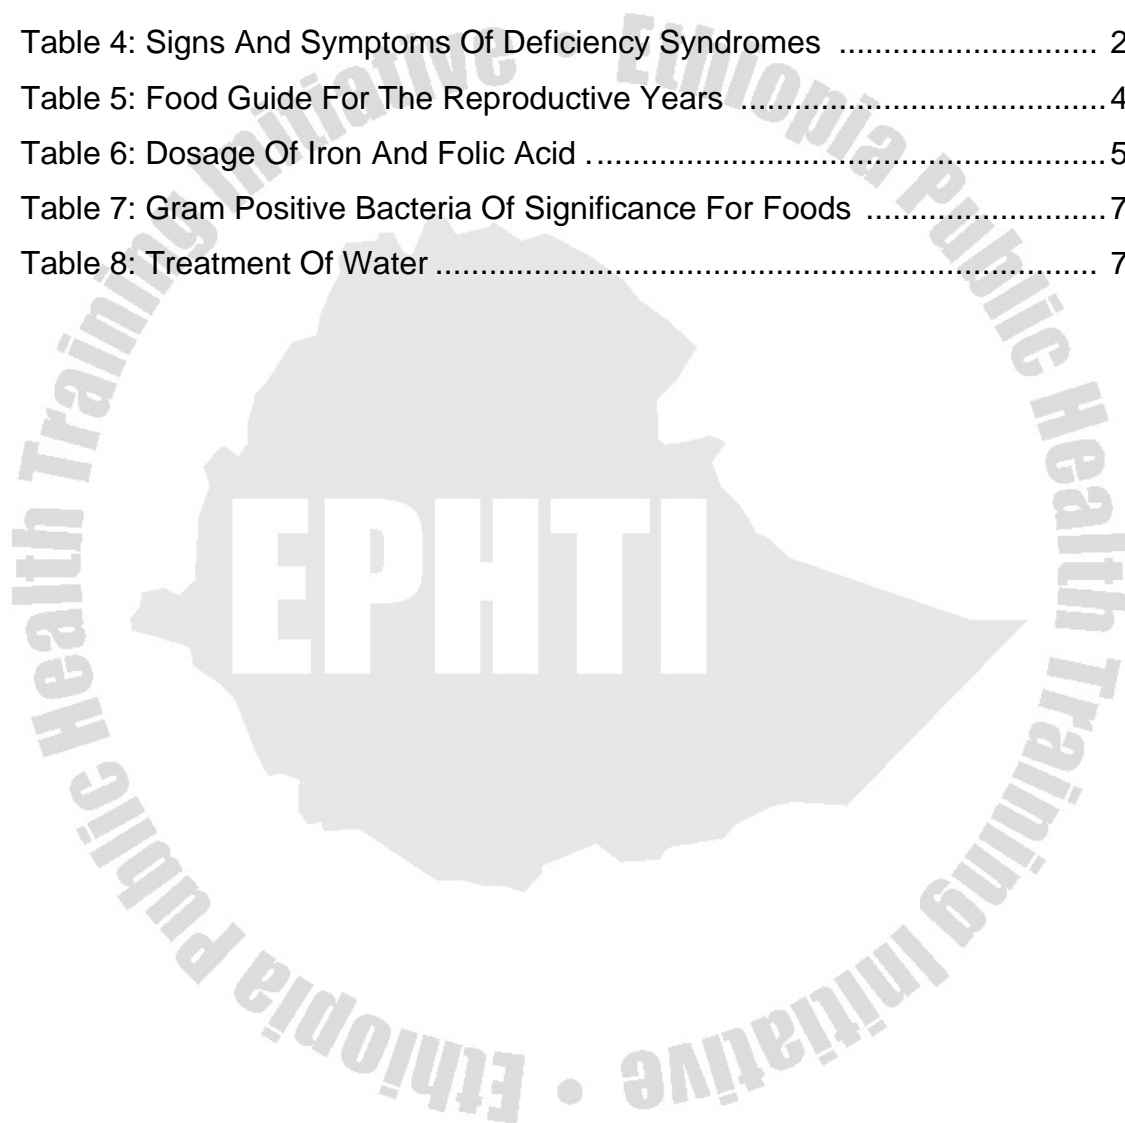 Table 4: Signs And Symptoms Of Deficiency Syndromes ............................. 2
Table 5: Food Guide For The Reproductive Years .........................................4
Table 6: Dosage Of Iron And Folic Acid ..........................................................5
Table 7: Gram Positive Bacteria Of Significance For Foods ...........................7
Table 8: Treatment Of Water .......................................................................... 7
EPHTI
Ethiopia Public Health Training Initiative • Ethiopia Public Health Training Initiative •